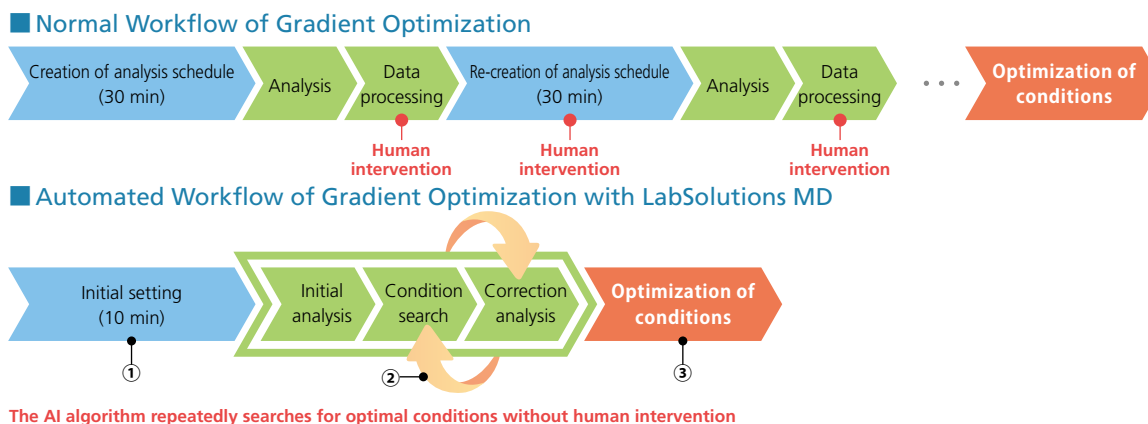 Normal Workflow of Gradient Optimization
Creation of analysis schedule
(30 min)
Analysis
Data
processing
Re-creation of analysis schedule
(30 min)
Analysis
Data
processing
• • •
Optimization of
conditions
Human
intervention
Human
intervention
Human
intervention
Automated Workflow of Gradient Optimization with LabSolutions MD
Initial setting
(10 min)
Initial
analysis
Condition
search
Correction
analysis
Optimization of
conditions
①
②
③
The AI algorithm repeatedly searches for optimal conditions without human intervention